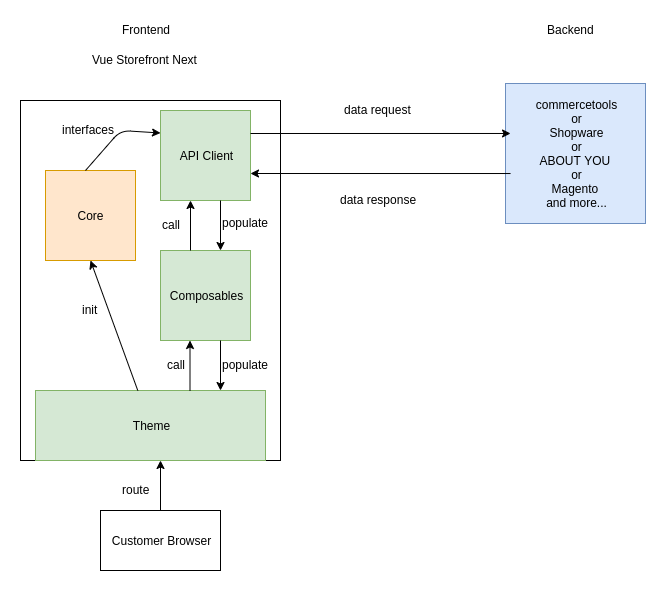 Frontend
Backend
Vue Storefront Next
interfaces
API Client
data request
data response
commercetools
or
Shopware
or
ABOUT YOU
or
Magento
and more...
Core
call
populate
Composables
init
call
populate
Theme
route
Customer Browser